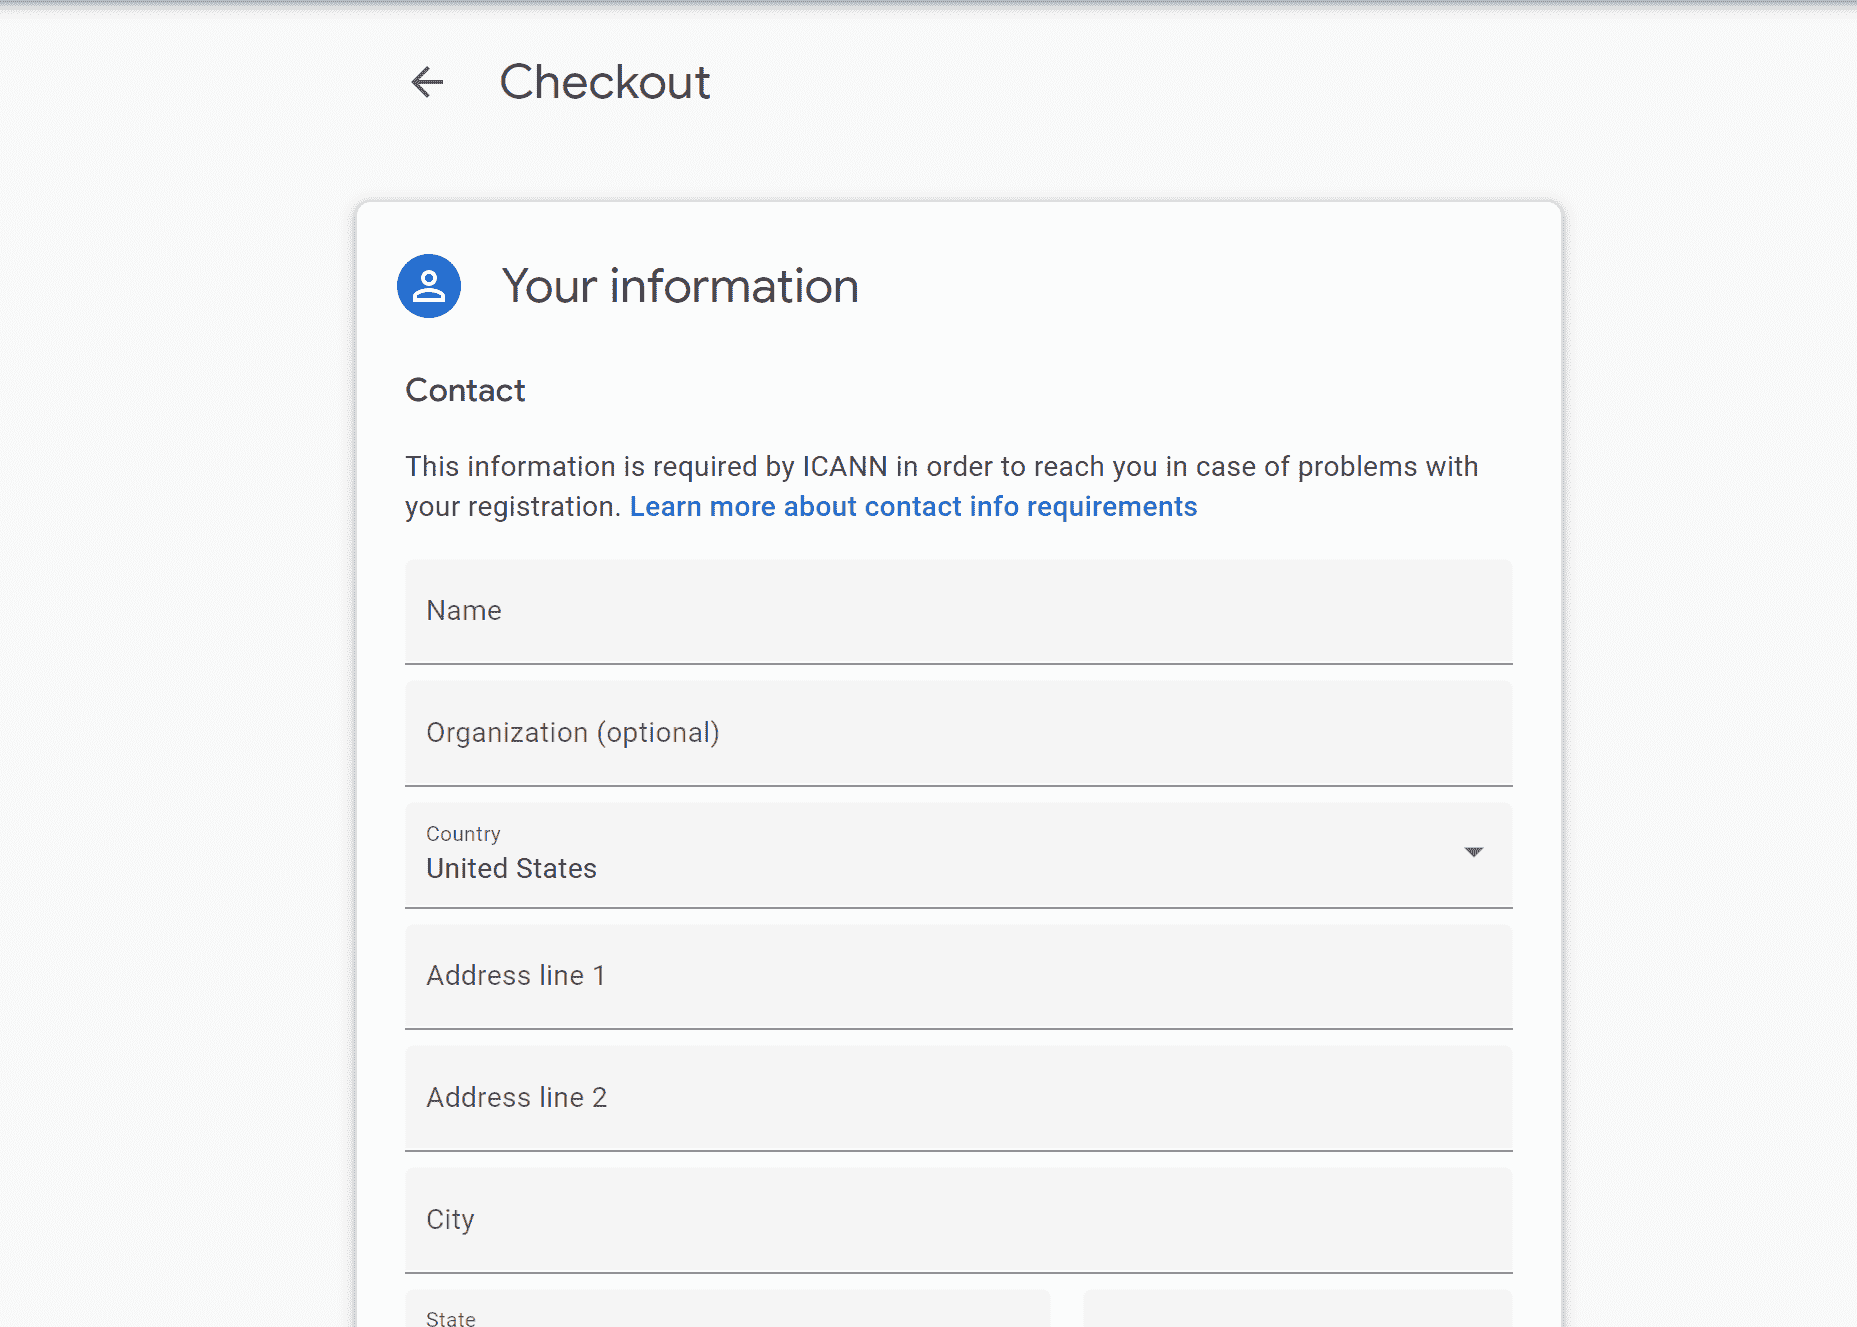 Checkout
Your information
Contact
This information is required by ICANN in order to reach you in case of problems with
your registration. Learn more about contact info requirements
Name
Organization (optional)
Country
United States
Address line 1
Address line 2
City
State